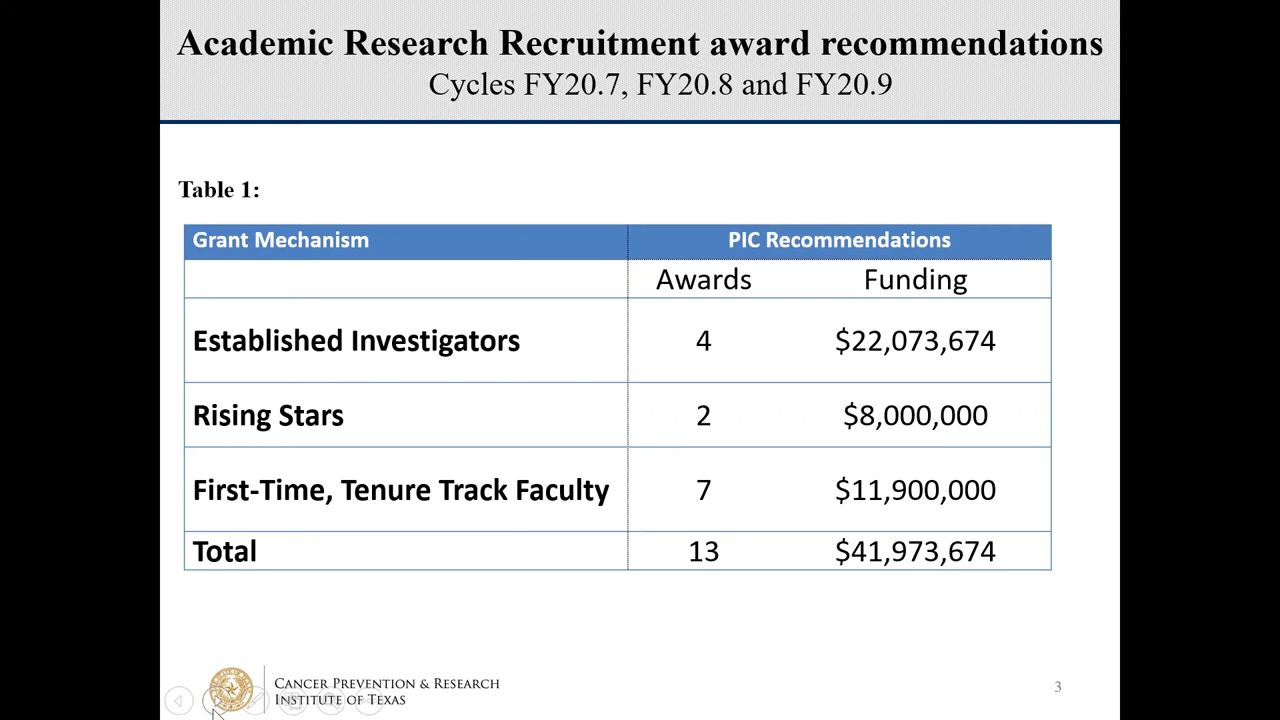 Academic Research Recruitment award recommendations
Cycles FY20.7, FY20.8 and FY20.9
Table 1:
Grant Mechanism PIC Recommendations
Awards Funding
Established Investigators 4 $22,073,674
Rising Stars 2 $8,000,000
First-Time, Tenure Track Faculty 7 $11,900,000
Total 13 $41,973,674
Cancer Prevention & Research
Institute of Texas
3